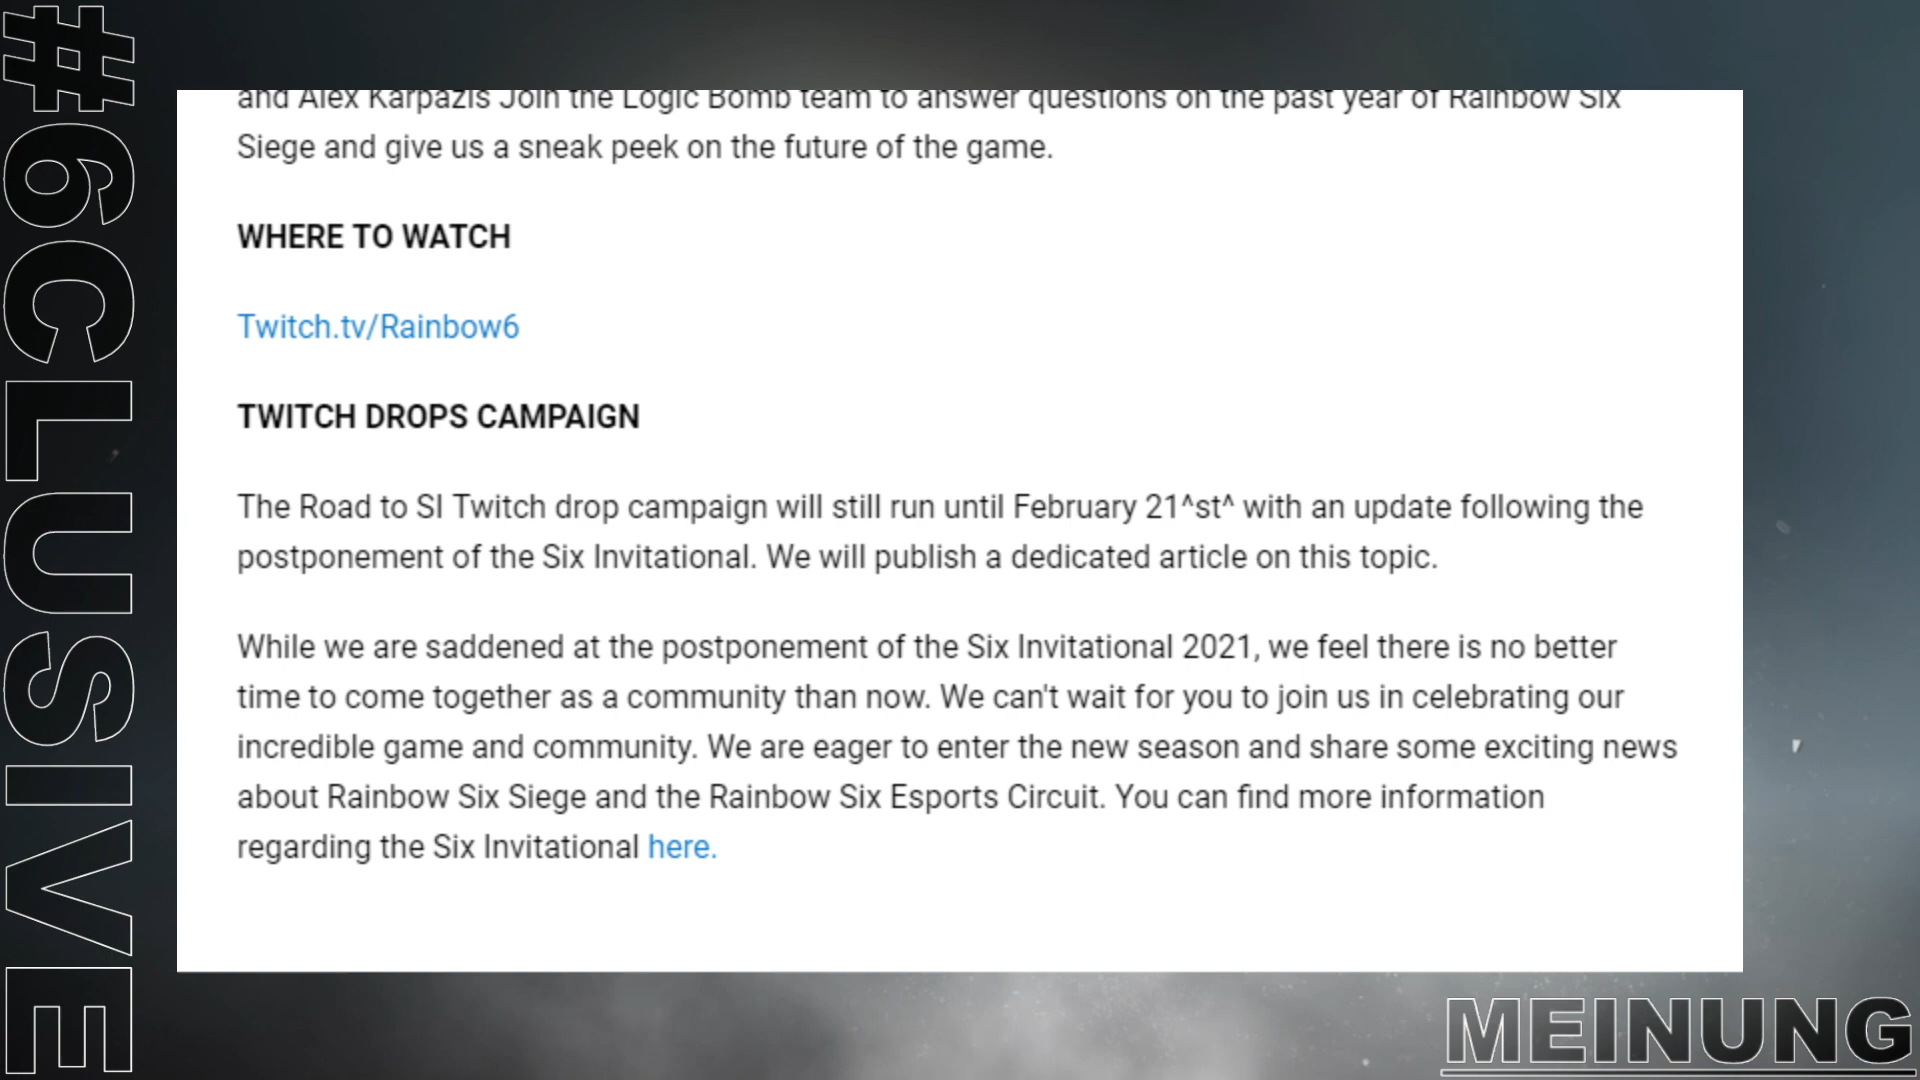 #6CLUSIVE
and Alex Karpazis Join the Logic Bomb team to answer questions on the past year of Rainbow Six
Siege and give us a sneak peek on the future of the game.
WHERE TO WATCH
Twitch.tv/Rainbow6
TWITCH DROPS CAMPAIGN
The Road to SI Twitch drop campaign will still run until February 21^st^ with an update following the
postponement of the Six Invitational. We will publish a dedicated article on this topic.
While we are saddened at the postponement of the Six Invitational 2021, we feel there is no better
time to come together as a community than now. We can't wait for you to join us in celebrating our
incredible game and community. We are eager to enter the new season and share some exciting news
about Rainbow Six Siege and the Rainbow Six Esports Circuit. You can find more information
regarding the Six Invitational here.
MEINUNG